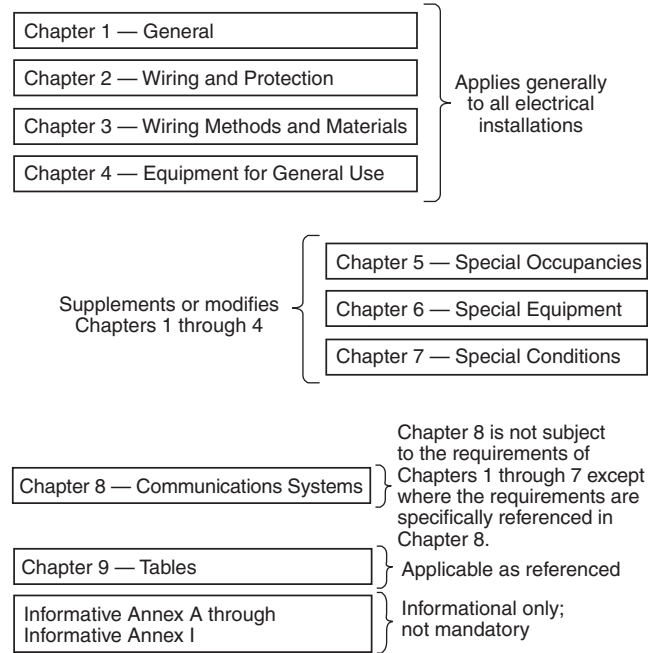 Chapter 1 — General
Chapter 2 — Wiring and Protection
Chapter 3 — Wiring Methods and Materials
Chapter 4 — Equipment for General Use
Applies generally
to all electrical
installations
Supplements or modifies
Chapters 1 through 4
Chapter 5 — Special Occupancies
Chapter 6 — Special Equipment
Chapter 7 — Special Conditions
Chapter 8 — Communications Systems
Chapter 8 is not subject
to the requirements of
Chapters 1 through 7 except
where the requirements are
specifically referenced in
Chapter 8.
Chapter 9 — Tables
Applicable as referenced
Informative Annex A through
Informative Annex I
Informational only;
not mandatory